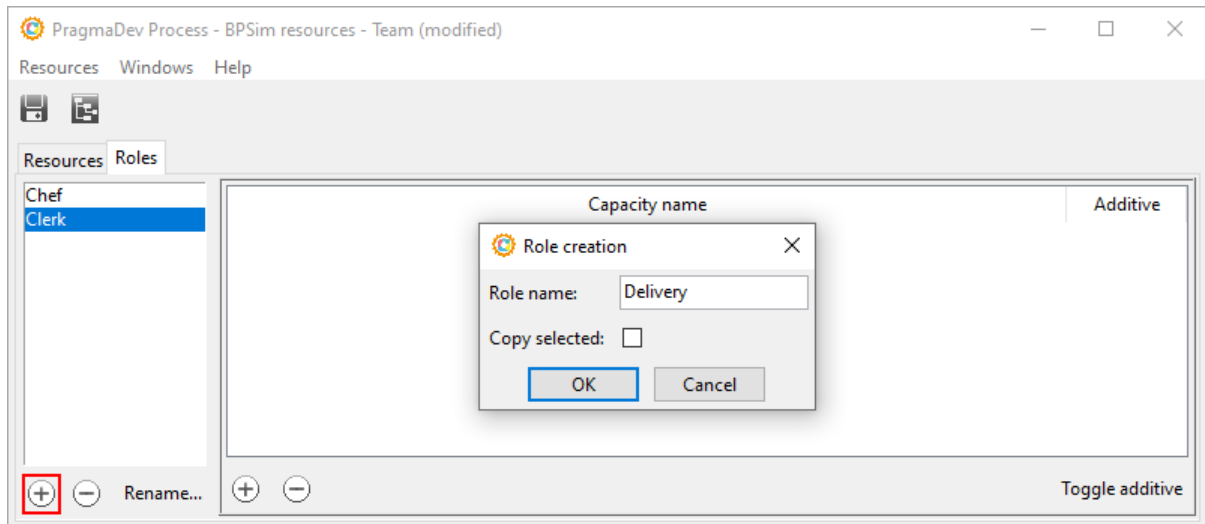 PragmaDev Process - BPSim resources - Team (modified)
Resources Windows Help
Resources Roles
Chef
Clerk
Capacity name Additive
Role creation
Role name: Delivery
Copy selected:
OK Cancel
Rename... Toggle additive